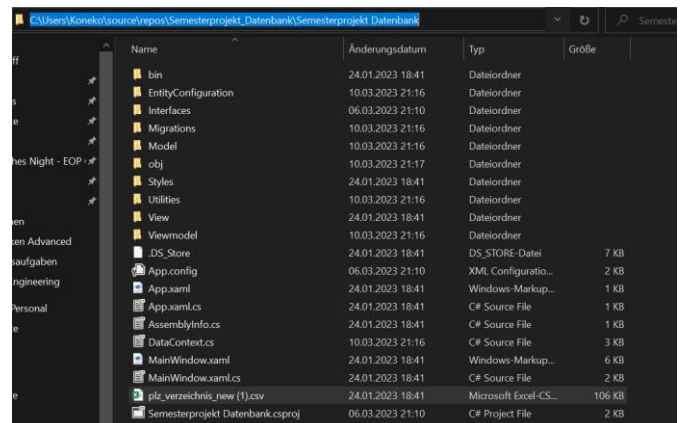 C:\Users\Koneko\source\repos\Semesterprojekt_Datenbank\Semesterprojekt Datenbank
Semeste
Name Änderungsdatum Typ Größe
bin 24.01.2023 18:41 Dateiordner
EntityConfiguration 10.03.2023 21:16 Dateiordner
Interfaces 06.03.2023 21:10 Dateiordner
Migrations 10.03.2023 21:16 Dateiordner
Model 10.03.2023 21:16 Dateiordner
hes Night - EOP obj 10.03.2023 21:17 Dateiordner
Styles 24.01.2023 18:41 Dateiordner
Utilities 10.03.2023 21:16 Dateiordner
View 24.01.2023 18:41 Dateiordner
en Viewmodel 10.03.2023 21:16 Dateiordner
ken Advanced .DS_Store 24.01.2023 18:41 DS_STORE-Datei 7 KB
saufgaben App.config 06.03.2023 21:10 XML Configuratio... 2 KB
ngineering App.xaml 24.01.2023 18:41 Windows-Markup... 1 KB
Personal App.xaml.cs 24.01.2023 18:41 C# Source File 1 KB
AssemblyInfo.cs 24.01.2023 18:41 C# Source File 1 KB
DataContext.cs 10.03.2023 21:16 C# Source File 3 KB
MainWindow.xaml 24.01.2023 18:41 Windows-Markup... 6 KB
MainWindow.xaml.cs 24.01.2023 18:41 C# Source File 2 KB
plz_verzeichnis_new (1).csv 24.01.2023 18:41 Microsoft Excel-CS... 106 KB
Semesterprojekt Datenbank.csproj 06.03.2023 21:10 C# Project File 2 KB